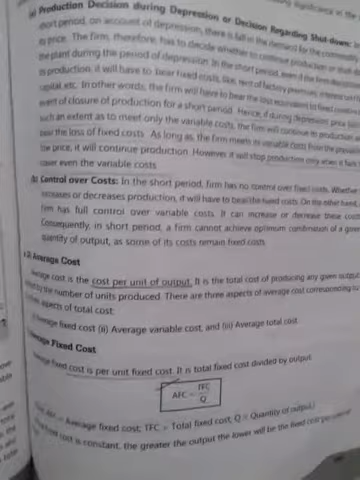 (a) Production Decision during Depression or Decision Regarding Shut-down:
short period, on account of depression, there is fall in the demand for the commodity
price. The firm, therefore, has to decide whether to continue production or shut
the plant during the period of depression. In the short period, even if the firm
production, it will have to bear fixed costs, like, rent of factory premises, interest
capital, etc. In other words, the firm will have to bear the loss equivalent to fixed
event of closure of production for a short period. Hence, if during depression, price
such an extent as to meet only the variable costs, the firm will continue to production
bear the loss of fixed costs. As long as, the firm meets its variable costs from the
low price, it will continue production. However, it will stop production only when it fails
cover even the variable costs.
(b) Control over Costs: In the short period, firm has no control over fixed costs. Whether
increases or decreases production, it will have to bear the fixed costs. On the other hand,
firm has full control over variable costs. It can increase or decrease these costs
Consequently, in short period, a firm cannot achieve optimum combination of a given
quantity of output, as some of its costs remain fixed costs.
Average Cost
Average cost is the cost per unit of output. It is the total cost of producing any given output
by the number of units produced. There are three aspects of average cost corresponding
aspects of total cost:
Average fixed cost (ii) Average variable cost, and (iii) Average total cost.
Average Fixed Cost
Average fixed cost is per unit fixed cost. It is total fixed cost divided by output.
AFC = TFC
Q
AFC = Average fixed cost; TFC = Total fixed cost; Q = Quantity of output.)
fixed cost is constant, the greater the output the lower will be the fixed cost per